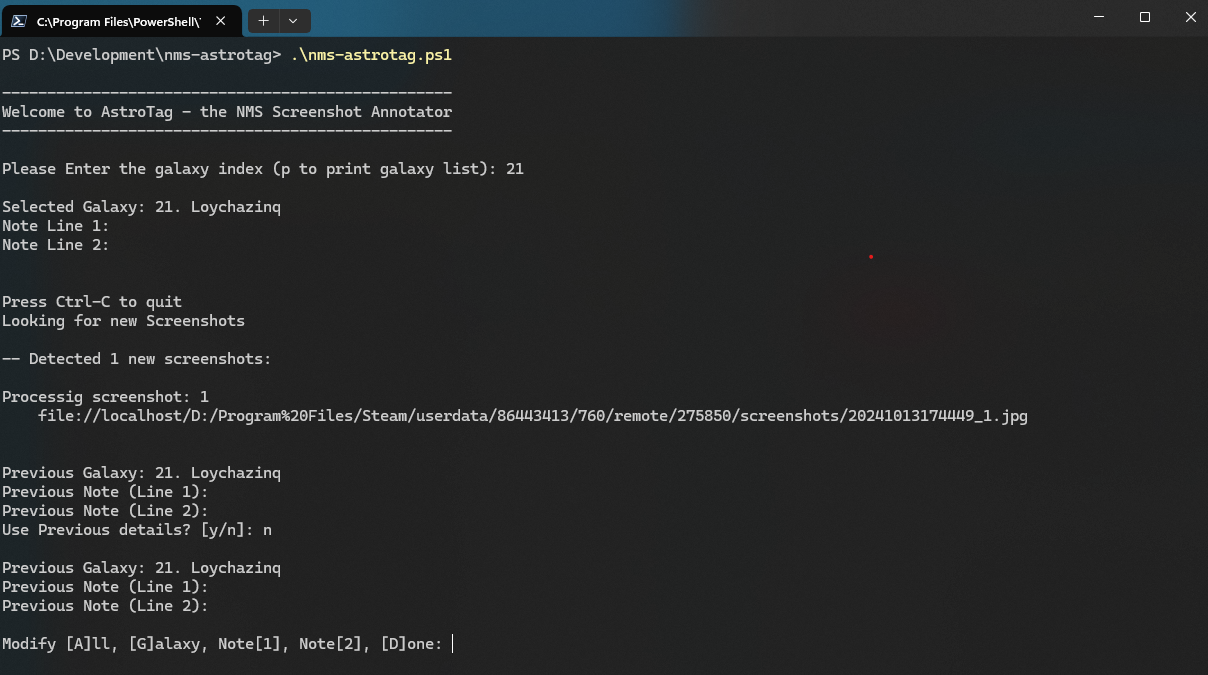 C:\Program Files\PowerShell\
PS D:\Development\nms-astrotag> .\nms-astrotag.ps1
--------------------------------------------------
Welcome to AstroTag - the NMS Screenshot Annotator
--------------------------------------------------
Please Enter the galaxy index (p to print galaxy list): 21
Selected Galaxy: 21. Loychazinq
Note Line 1:
Note Line 2:
Press Ctrl-C to quit
Looking for new Screenshots
-- Detected 1 new screenshots:
Processig screenshot: 1
file://localhost/D:/Program%20Files/Steam/userdata/86443413/760/remote/275850/screenshots/20241013174449_1.jpg
Previous Galaxy: 21. Loychazinq
Previous Note (Line 1):
Previous Note (Line 2):
Use Previous details? [y/n]: n
Previous Galaxy: 21. Loychazinq
Previous Note (Line 1):
Previous Note (Line 2):
Modify [A]ll, [G]alaxy, Note[1], Note[2], [D]one: